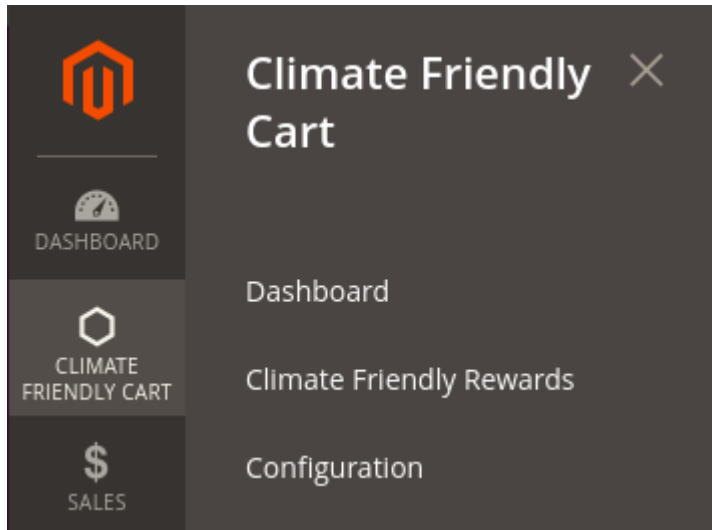 DASHBOARD
CLIMATE
FRIENDLY CART
$
SALES
Climate Friendly
Cart
Dashboard
Climate Friendly Rewards
Configuration